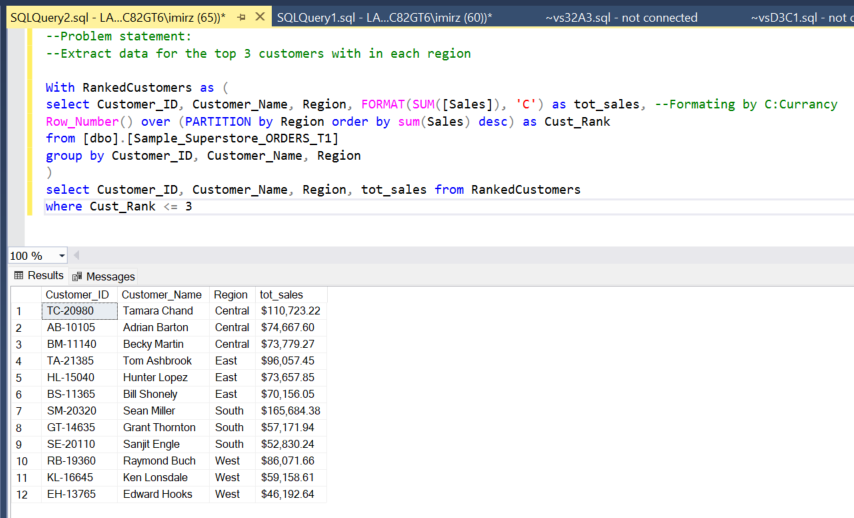 SQLQuery2.sql - LA...C82GT6\imirz (65))* SQLQuery1.sql - LA...C82GT6\imirz (60))* ~vs32A3.sql - not connected ~vsD3C1.sql - not c
--Problem statement:
--Extract data for the top 3 customers with in each region
With RankedCustomers as (
select Customer_ID, Customer_Name, Region, FORMAT(SUM([Sales]), 'C') as tot_sales, --Formating by C:Currancy
Row_Number() over (PARTITION by Region order by sum(Sales) desc) as Cust_Rank
from [dbo].[Sample_Superstore_ORDERS_T1]
group by Customer_ID, Customer_Name, Region
)
select Customer_ID, Customer_Name, Region, tot_sales from RankedCustomers
where Cust_Rank <= 3
100 %
Results Messages
Customer_ID Customer_Name Region tot_sales
1 TC-20980 Tamara Chand Central $110,723.22
2 AB-10105 Adrian Barton Central $74,667.60
3 BM-11140 Becky Martin Central $73,779.27
4 TA-21385 Tom Ashbrook East $96,057.45
5 HL-15040 Hunter Lopez East $73,657.85
6 BS-11365 Bill Shonely East $70,156.05
7 SM-20320 Sean Miller South $165,684.38
8 GT-14635 Grant Thornton South $57,171.94
9 SE-20110 Sanjit Engle South $52,830.24
10 RB-19360 Raymond Buch West $86,071.66
11 KL-16645 Ken Lonsdale West $59,158.61
12 EH-13765 Edward Hooks West $46,192.64